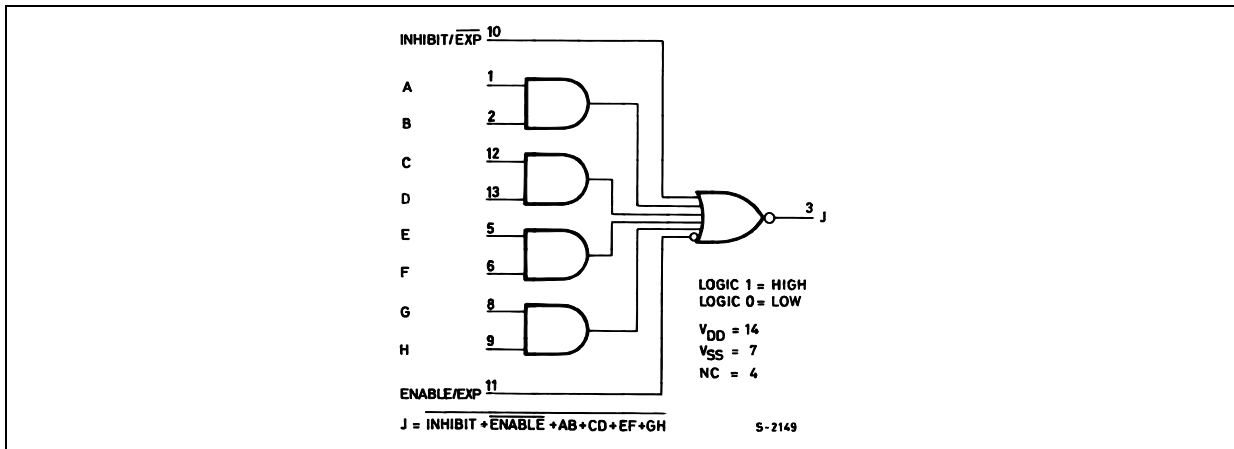 INHIBIT/EXP 10
A 1
B 2
C 12
D 13
E 5
F 6
G 8
H 9
ENABLE/EXP 11
3 J
LOGIC 1 = HIGH
LOGIC 0 = LOW
VDD = 14
VSS = 7
NC = 4
J = INHIBIT + ENABLE + AB + CD + EF + GH
S-2149